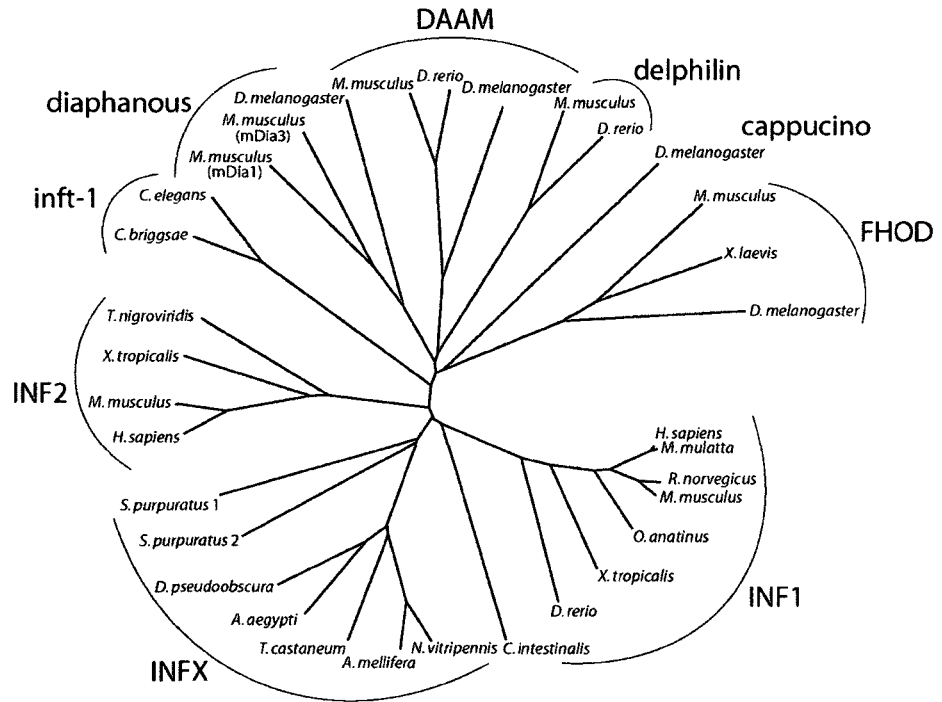 DAAM
delphilin
cappucino
FHOD
diaphanous
inft-1
INF2
INFX
INF1
M. musculus
D. rerio
D. melanogaster
M. musculus
D. rerio
D. melanogaster
M. musculus
X. laevis
D. melanogaster
D. melanogaster
M. musculus
(mDia3)
M. musculus
(mDia1)
C. elegans
C. briggsae
T. nigroviridis
X. tropicalis
M. musculus
H. sapiens
S. purpuratus 1
S. purpuratus 2
D. pseudoobscura
A. aegypti
T. castaneum
A. mellifera
N. vitripennis
C. intestinalis
H. sapiens
M. mulatta
R. norvegicus
M. musculus
O. anatinus
X. tropicalis
D. rerio